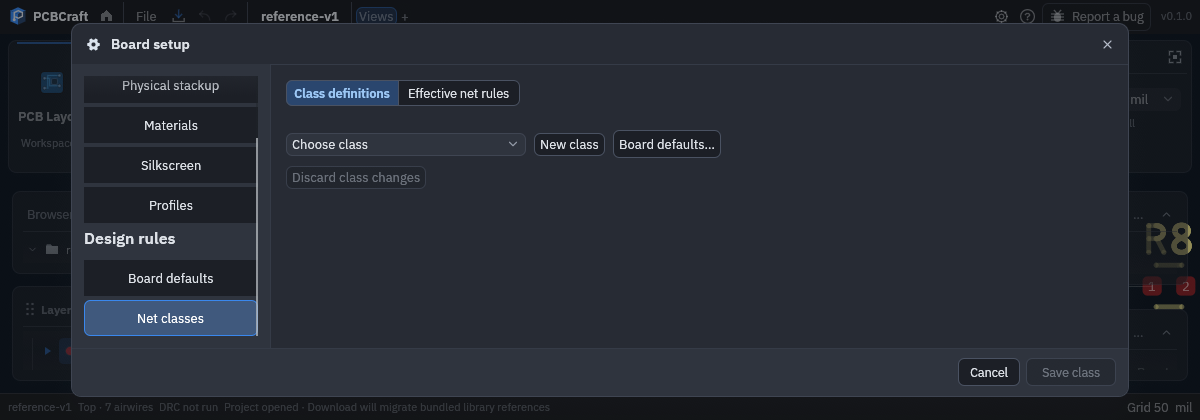 PCBCraft File reference-v1 Views + Report a bug v0.1.0
Board setup
Physical stackup
Materials
Silkscreen
Profiles
Design rules
Board defaults
Net classes
Class definitions Effective net rules
Choose class New class Board defaults...
Discard class changes
Cancel Save class
PCB
Workspac
Browser
Layer
mil
R8
1 2
reference-v1 Top · 7 airwires DRC not run Project opened · Download will migrate bundled library references
Grid 50 mil